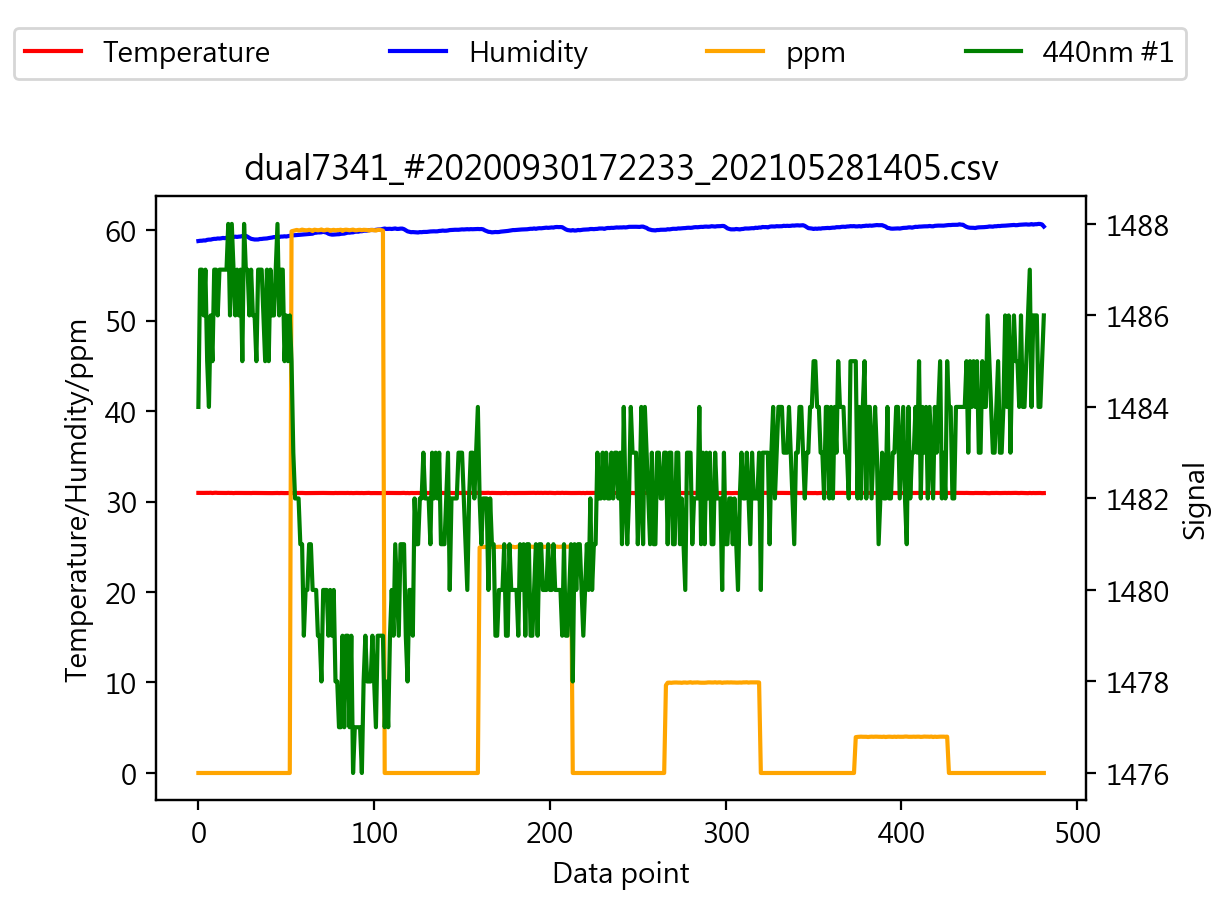 Temperature Humidity ppm 440nm #1
dual7341_#20200930172233_202105281405.csv
Temperature/Humdity/ppm
60
50
40
30
20
10
0
1488
1486
1484
1482
1480
1478
1476
Signal
0 100 200 300 400 500
Data point